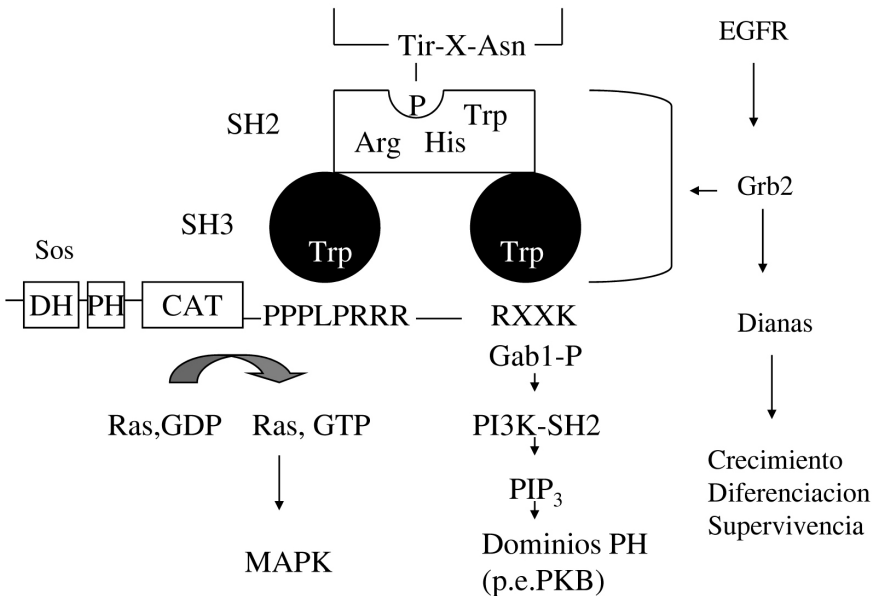 Tir-X-Asn
EGFR
P
SH2
Trp
Arg His
Grb2
SH3
Trp
Trp
Sos
DH
PH
CAT
PPPLPRRR
RXXK
Dianas
Gab1-P
Ras,GDP
Ras, GTP
PI3K-SH2
Crecimiento
Diferenciacion
Supervivencia
PIP3
MAPK
Dominios PH
(p.e.PKB)